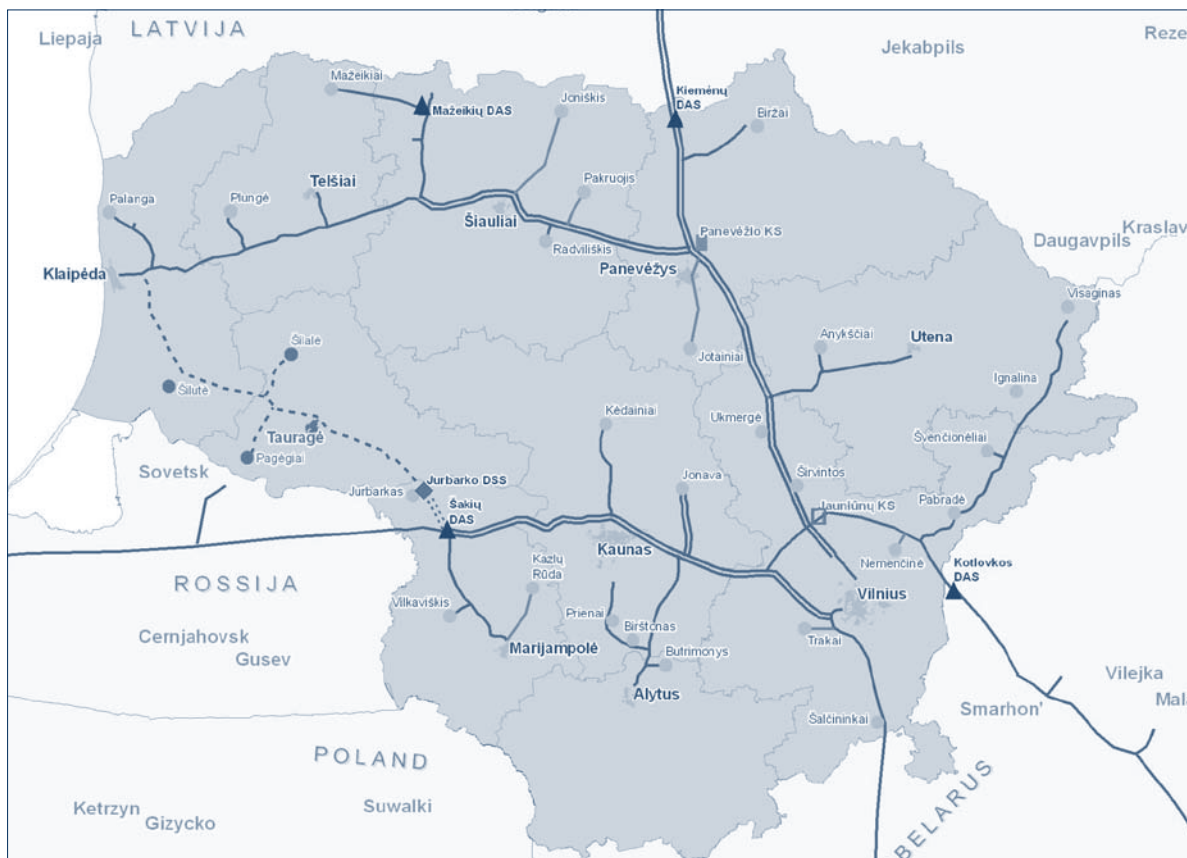 LATVIJA
Liepaja
Jekabpils
Mažeikiai
Mažeikių DAS
Joniškis
Kiemėnų
DAS
Biržai
Palanga
Plungė
Telšiai
Pakruojis
Šiauliai
Radviliškis
Panevėžio KS
Panevėžys
Kraslav
Daugavpils
Klaipėda
Visaginas
Šilalė
Šilutė
Jotainiai
Anykščiai
Utena
Ignalina
Tauragė
Pagėgiai
Kėdainiai
Ukmergė
Švenčionėliai
Sovetsk
Jurbarkas
Jurbarko DSS
Šakių
DAS
Jonava
Širvintos
Jauniūnų KS
Pabradė
Kaunas
Nemenčinė
Kotlovkos
DAS
ROSSIJA
Kazlų
Rūda
Vilnius
Vilkaviškis
Prienai
Birštonas
Trakai
Cernjahovsk
Gusev
Marijampolė
Butrimonys
Alytus
Vilejka
Mala
Smarhon'
Šalčininkai
POLAND
BELARUS
Ketrzyn
Gizycko
Suwalki